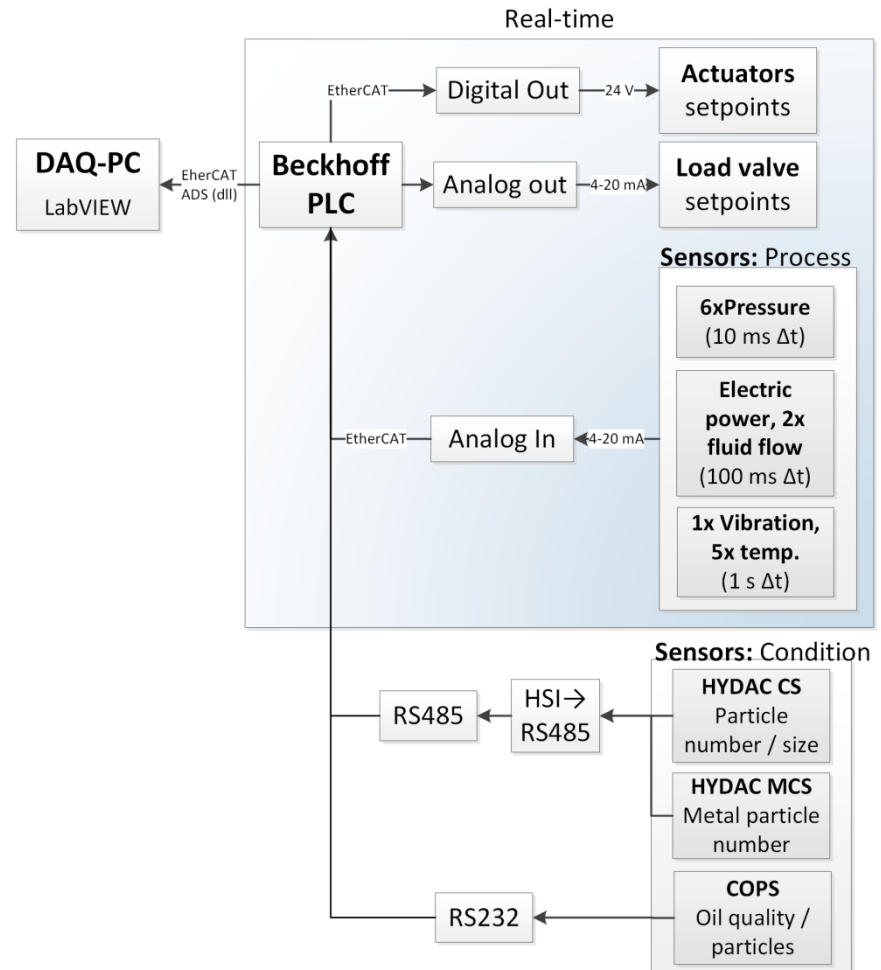 Real-time
EtherCAT
Digital Out
24 V
Actuators
setpoints
DAQ-PC
LabVIEW
EherCAT
ADS (dll)
Beckhoff
PLC
Analog out
4-20 mA
Load valve
setpoints
Sensors: Process
6xPressure
(10 ms Δt)
Electric
power, 2x
fluid flow
(100 ms Δt)
1x Vibration,
5x temp.
(1 s Δt)
EtherCAT
Analog In
4-20 mA
Sensors: Condition
HYDAC CS
Particle
number / size
HSI→
RS485
RS485
HYDAC MCS
Metal particle
number
COPS
Oil quality /
particles
RS232